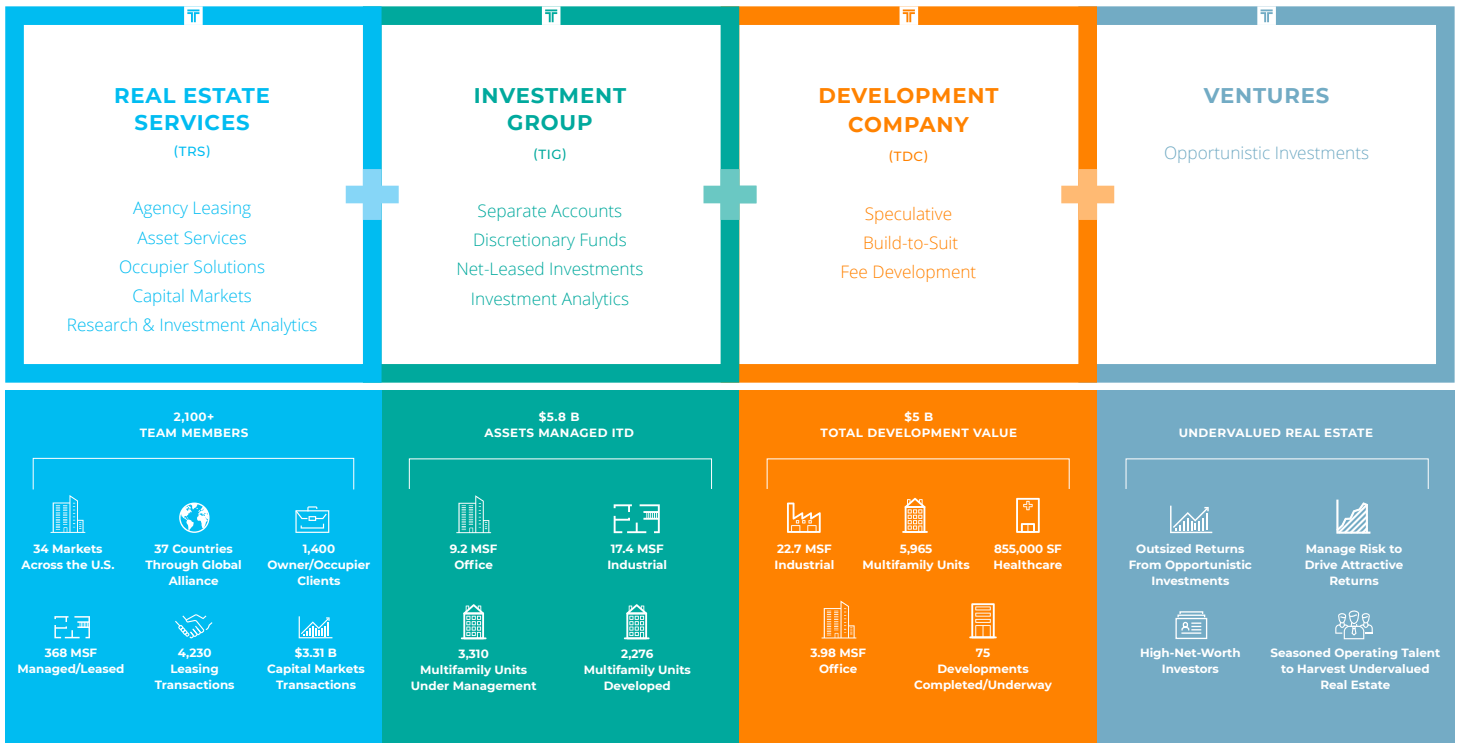 REAL ESTATE
SERVICES
(TRS)
Agency Leasing
Asset Services
Occupier Solutions
Capital Markets
Research & Investment Analytics
INVESTMENT
GROUP
(TIG)
Separate Accounts
Discretionary Funds
Net-Leased Investments
Investment Analytics
DEVELOPMENT
COMPANY
(TDC)
Speculative
Build-to-Suit
Fee Development
VENTURES
Opportunistic Investments
2,100+
TEAM MEMBERS
34 Markets
Across the U.S.
37 Countries
Through Global
Alliance
1,400
Owner/Occupier
Clients
368 MSF
Managed/Leased
4,230
Leasing
Transactions
$3.31 B
Capital Markets
Transactions
$5.8 B
ASSETS MANAGED ITD
9.2 MSF
Office
17.4 MSF
Industrial
3,310
Multifamily Units
Under Management
2,276
Multifamily Units
Developed
$5 B
TOTAL DEVELOPMENT VALUE
22.7 MSF
Industrial
5,965
Multifamily Units
855,000 SF
Healthcare
3.98 MSF
Office
75
Developments
Completed/Underway
UNDERVALUED REAL ESTATE
Outsized Returns
From Opportunistic
Investments
Manage Risk to
Drive Attractive
Returns
High-Net-Worth
Investors
Seasoned Operating Talent
to Harvest Undervalued
Real Estate